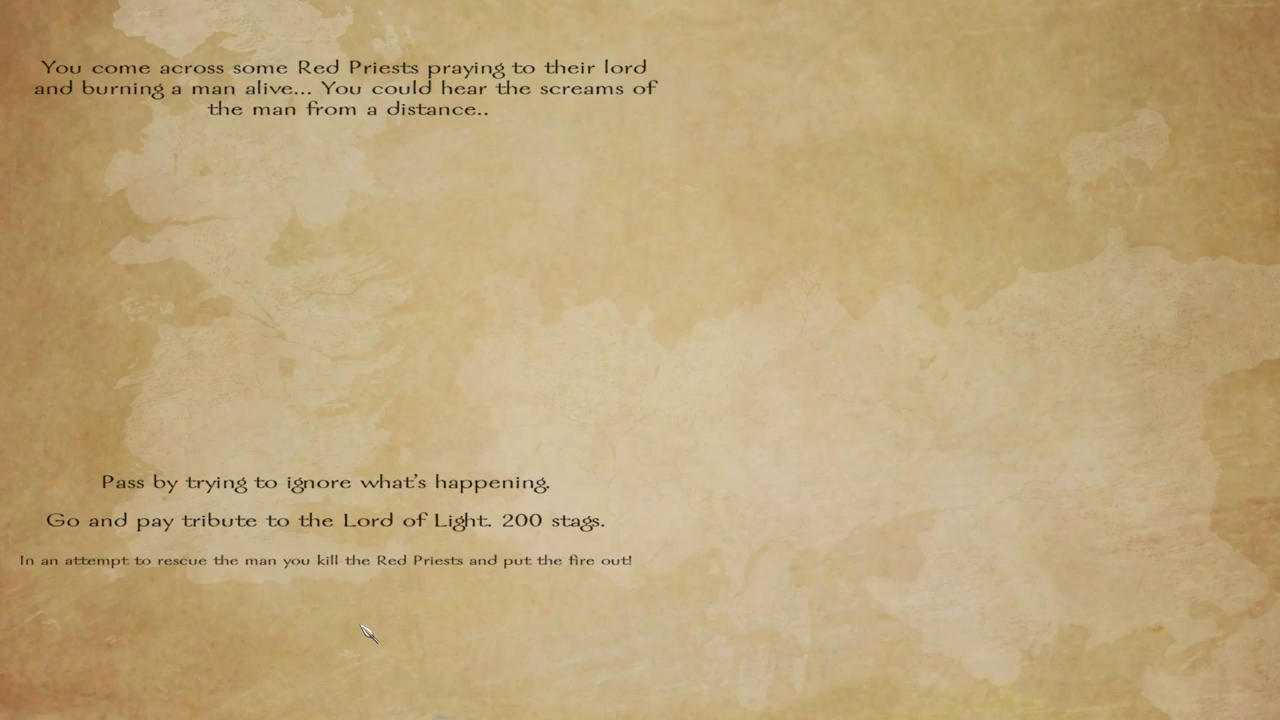 You come across some Red Priests praying to their lord
and burning a man alive... You could hear the screams of
the man from a distance..
Pass by trying to ignore what's happening.
Go and pay tribute to the Lord of Light. 200 stags.
In an attempt to rescue the man you kill the Red Priests and put the fire out!